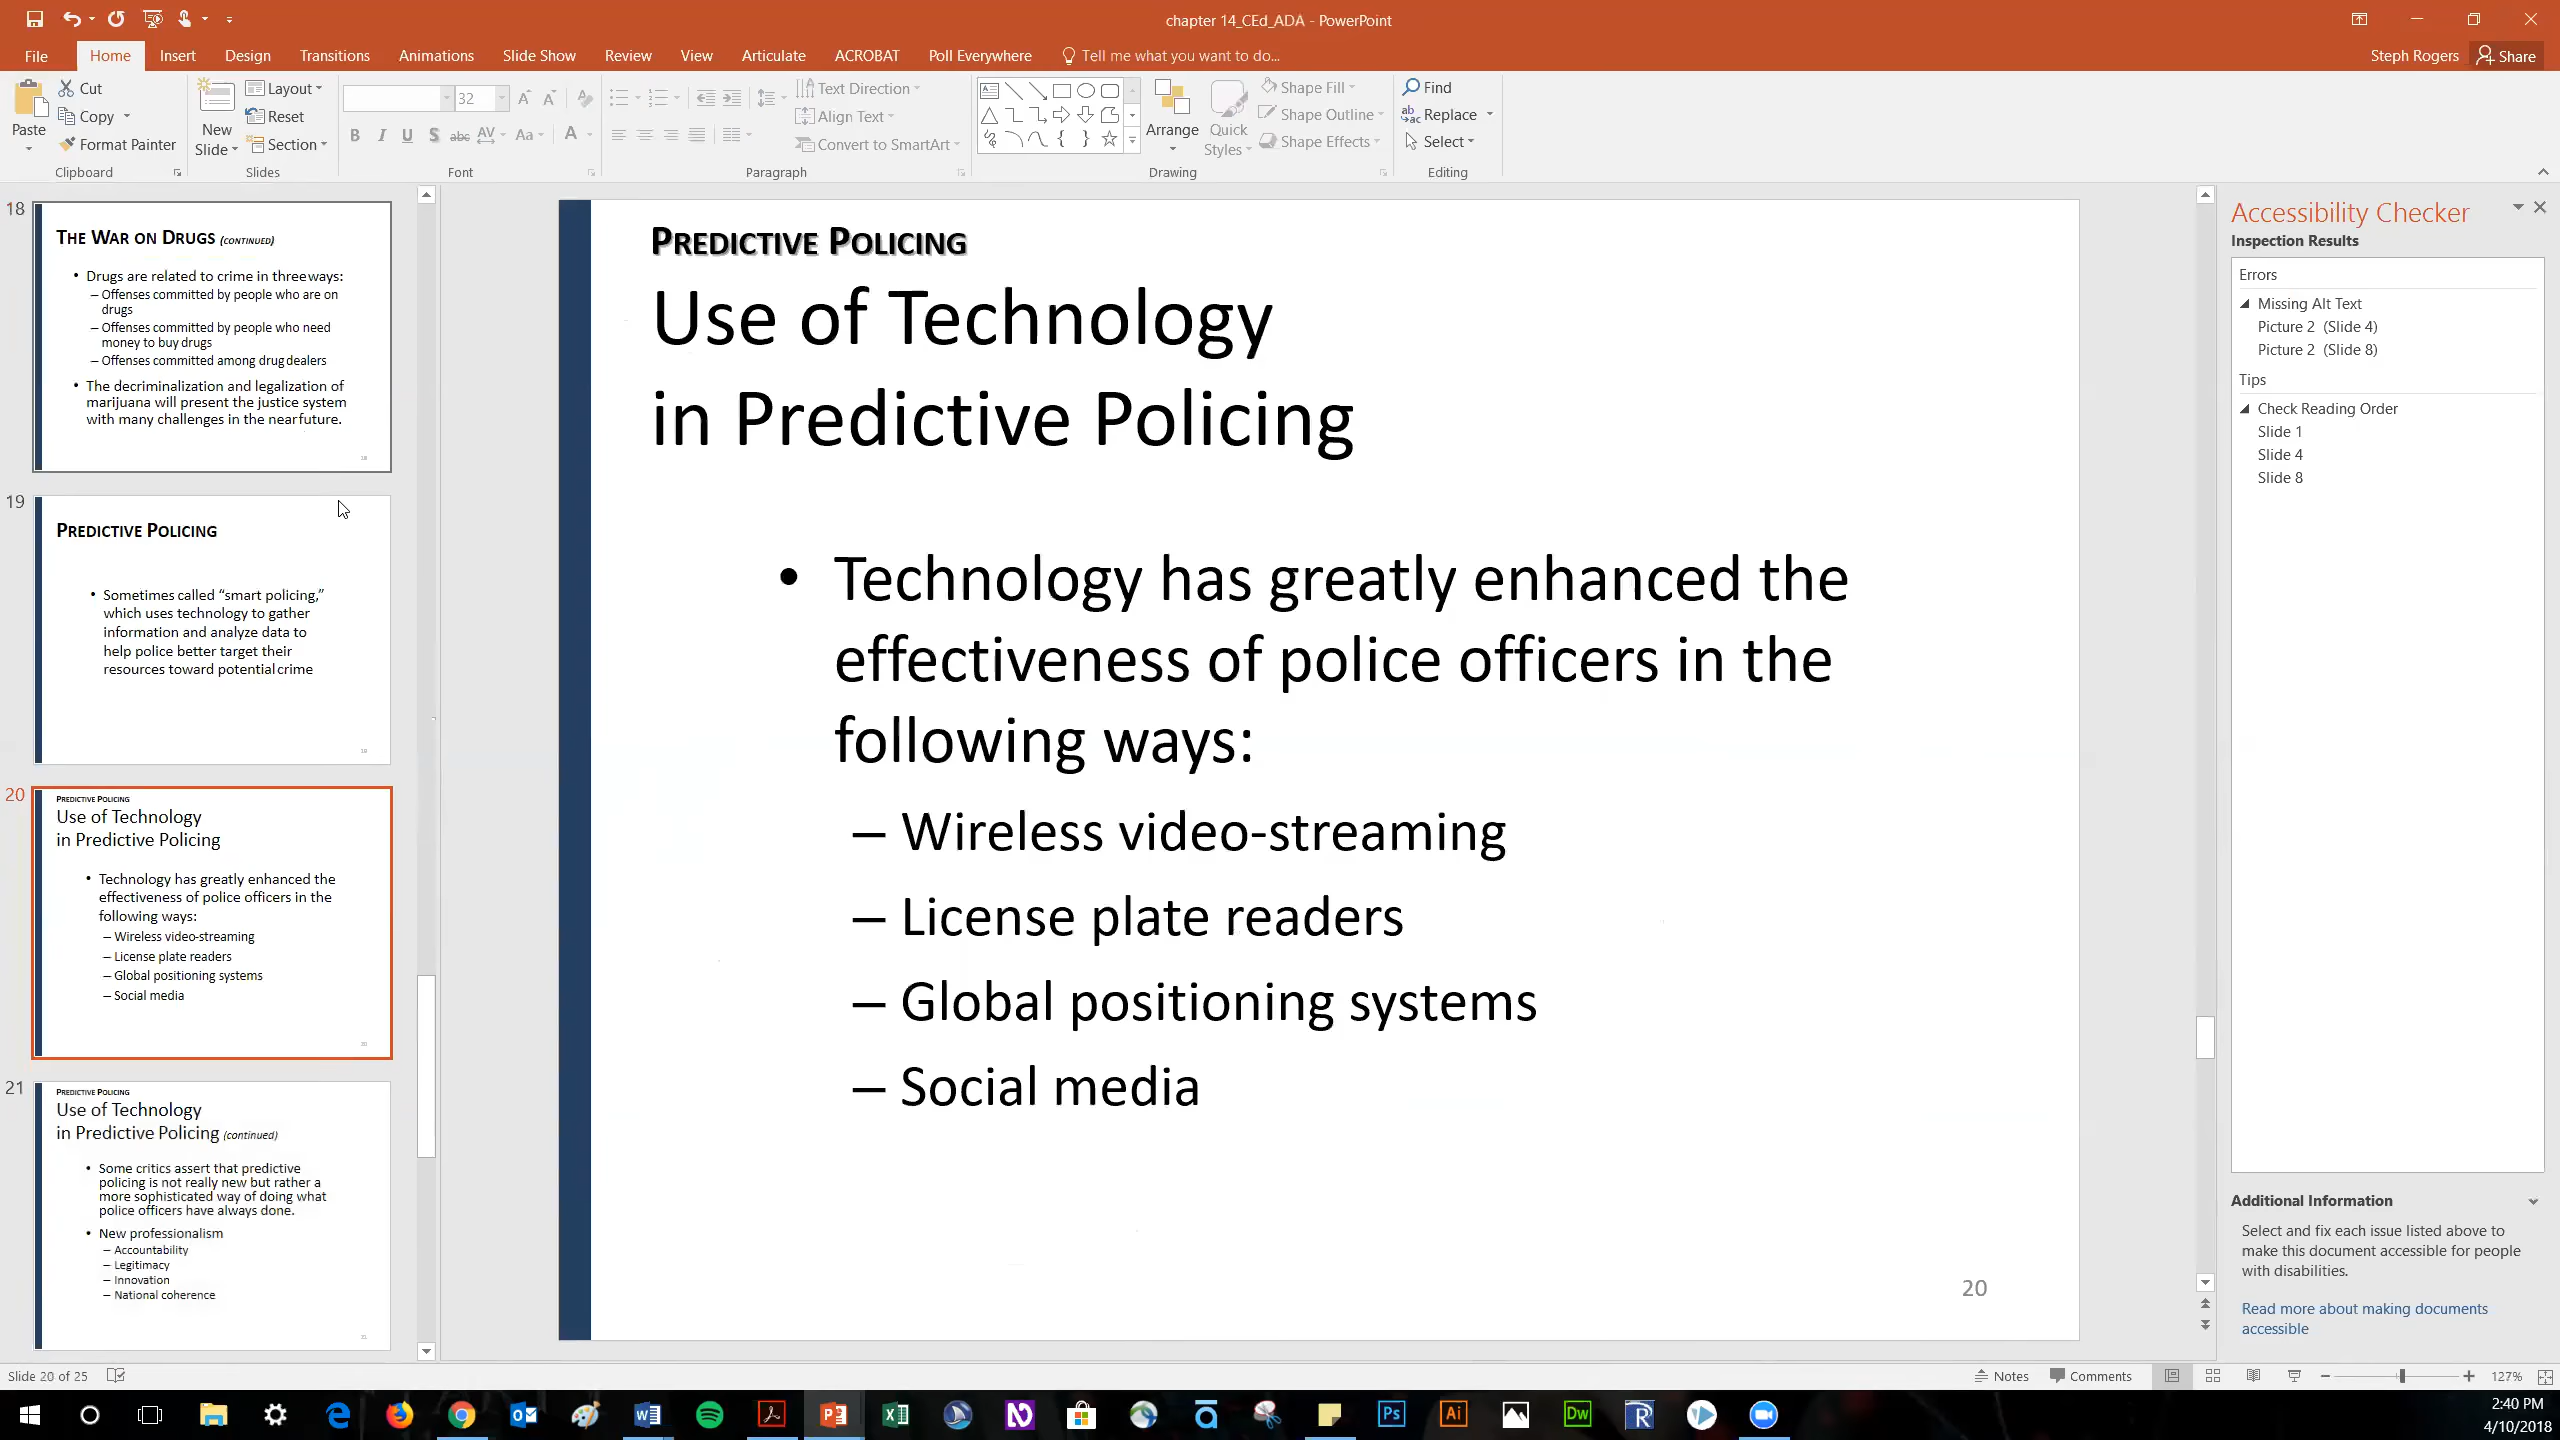 chapter 14_CEd_ADA - PowerPoint
File Home Insert Design Transitions Animations Slide Show Review View Articulate ACROBAT Poll Everywhere Tell me what you want to do...
Steph Rogers Share
Paste
Cut
Copy
Format Painter
Clipboard
New Slide
Layout
Reset
Section
Slides
32
Font
Text Direction
Align Text
Convert to SmartArt
Paragraph
Arrange
Quick Styles
Shape Fill
Shape Outline
Shape Effects
Drawing
Find
Replace
Select
Editing
18
THE WAR ON DRUGS (CONTINUED)
• Drugs are related to crime in three ways:
– Offenses committed by people who are on
drugs
– Offenses committed by people who need
money to buy drugs
– Offenses committed among drug dealers
• The decriminalization and legalization of
marijuana will present the justice system
with many challenges in the near future.
18
19
PREDICTIVE POLICING
• Sometimes called “smart policing,”
which uses technology to gather
information and analyze data to
help police better target their
resources toward potential crime
19
20
PREDICTIVE POLICING
Use of Technology
in Predictive Policing
• Technology has greatly enhanced the
effectiveness of police officers in the
following ways:
– Wireless video-streaming
– License plate readers
– Global positioning systems
– Social media
20
21
PREDICTIVE POLICING
Use of Technology
in Predictive Policing (continued)
• Some critics assert that predictive
policing is not really new but rather a
more sophisticated way of doing what
police officers have always done.
• New professionalism
– Accountability
– Legitimacy
– Innovation
– National coherence
21
PREDICTIVE POLICING
Use of Technology
in Predictive Policing
• Technology has greatly enhanced the
effectiveness of police officers in the
following ways:
– Wireless video-streaming
– License plate readers
– Global positioning systems
– Social media
20
Accessibility Checker
Inspection Results
Errors
Missing Alt Text
Picture 2 (Slide 4)
Picture 2 (Slide 8)
Tips
Check Reading Order
Slide 1
Slide 4
Slide 8
Additional Information
Select and fix each issue listed above to
make this document accessible for people
with disabilities.
Read more about making documents
accessible
Slide 20 of 25
Notes Comments 127%
2:40 PM
4/10/2018